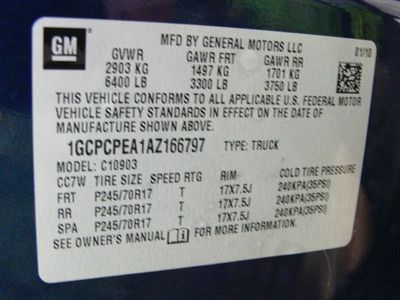 GM
MFD BY GENERAL MOTORS LLC 01/10
GVWR GAWR FRT GAWR RR
2903 KG 1497 KG 1701 KG
6400 LB 3300 LB 3750 LB
THIS VEHICLE CONFORMS TO ALL APPLICABLE U.S. FEDERAL MOTOR
VEHICLE SAFETY STANDARDS IN EFFECT ON THE DATE OF
MANUFACTURE SHOWN ABOVE.
1GCPCPEA1AZ166797 TYPE: TRUCK
MODEL: C10903
CC7W TIRE SIZE SPEED RTG RIM COLD TIRE PRESSURE
FRT P245/70R17 T 17X7.5J 240KPA(35PSI)
RR P245/70R17 T 17X7.5J 240KPA(35PSI)
SPA P245/70R17 T 17X7.5J 240KPA(35PSI)
SEE OWNER'S MANUAL FOR MORE INFORMATION.